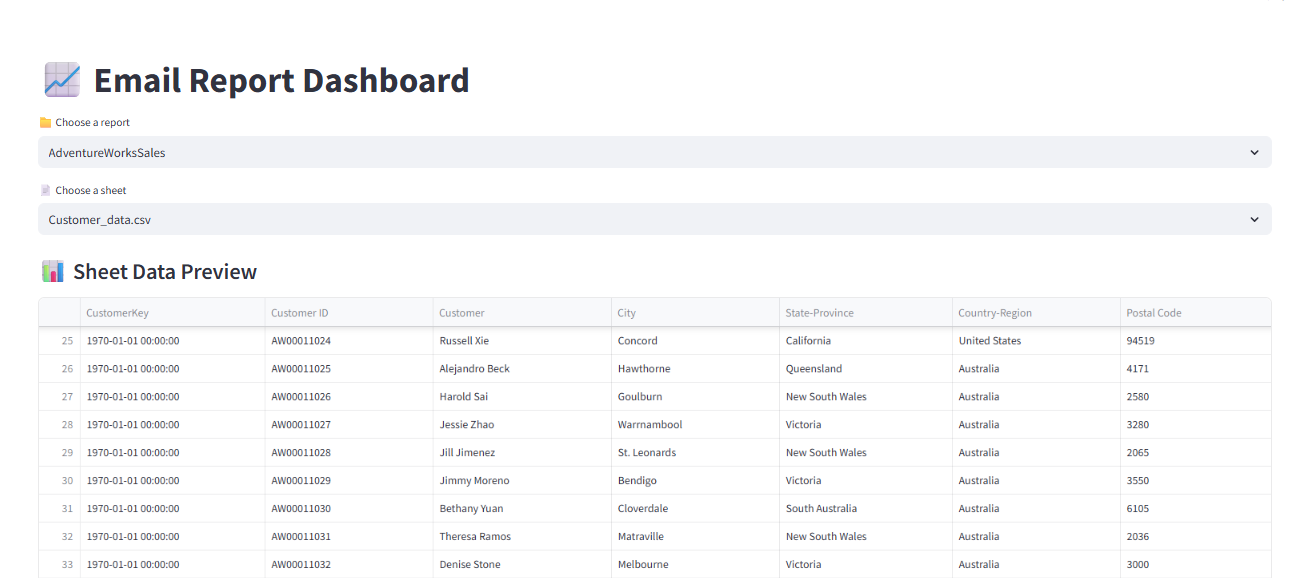 Email Report Dashboard
Choose a report
AdventureWorksSales
Choose a sheet
Customer_data.csv
Sheet Data Preview
CustomerKey Customer ID Customer City State-Province Country-Region Postal Code
25 1970-01-01 00:00:00 AW00011024 Russell Xie Concord California United States 94519
26 1970-01-01 00:00:00 AW00011025 Alejandro Beck Hawthorne Queensland Australia 4171
27 1970-01-01 00:00:00 AW00011026 Harold Sai Goulburn New South Wales Australia 2580
28 1970-01-01 00:00:00 AW00011027 Jessie Zhao Warrnambool Victoria Australia 3280
29 1970-01-01 00:00:00 AW00011028 Jill Jimenez St. Leonards New South Wales Australia 2065
30 1970-01-01 00:00:00 AW00011029 Jimmy Moreno Bendigo Victoria Australia 3550
31 1970-01-01 00:00:00 AW00011030 Bethany Yuan Cloverdale South Australia Australia 6105
32 1970-01-01 00:00:00 AW00011031 Theresa Ramos Matraville New South Wales Australia 2036
33 1970-01-01 00:00:00 AW00011032 Denise Stone Melbourne Victoria Australia 3000